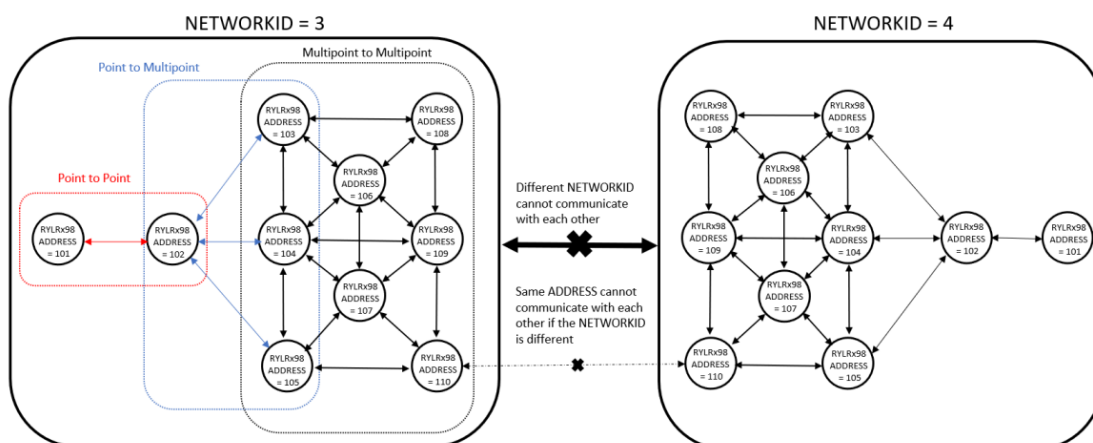 NETWORKID = 3
NETWORKID = 4
Multipoint to Multipoint
Point to Multipoint
Point to Point
RYLRx98
ADDRESS
= 101
RYLRx98
ADDRESS
= 102
RYLRx98
ADDRESS
= 103
RYLRx98
ADDRESS
= 104
RYLRx98
ADDRESS
= 105
RYLRx98
ADDRESS
= 106
RYLRx98
ADDRESS
= 107
RYLRx98
ADDRESS
= 108
RYLRx98
ADDRESS
= 109
RYLRx98
ADDRESS
= 110
Different NETWORKID
cannot communicate
with each other
Same ADDRESS cannot
communicate with each
other if the NETWORKID
is different
RYLRx98
ADDRESS
= 108
RYLRx98
ADDRESS
= 103
RYLRx98
ADDRESS
= 106
RYLRx98
ADDRESS
= 109
RYLRx98
ADDRESS
= 104
RYLRx98
ADDRESS
= 102
RYLRx98
ADDRESS
= 101
RYLRx98
ADDRESS
= 107
RYLRx98
ADDRESS
= 110
RYLRx98
ADDRESS
= 105